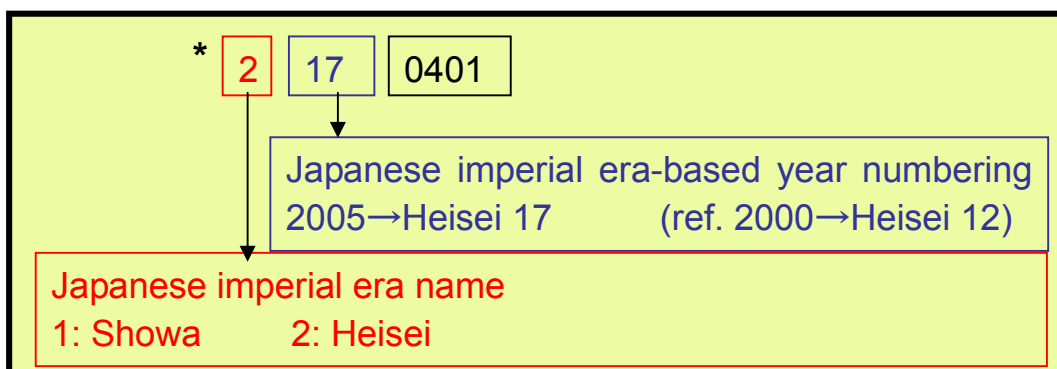 * 2 17 0401
Japanese imperial era-based year numbering
2005→Heisei 17 (ref. 2000→Heisei 12)
Japanese imperial era name
1: Showa 2: Heisei